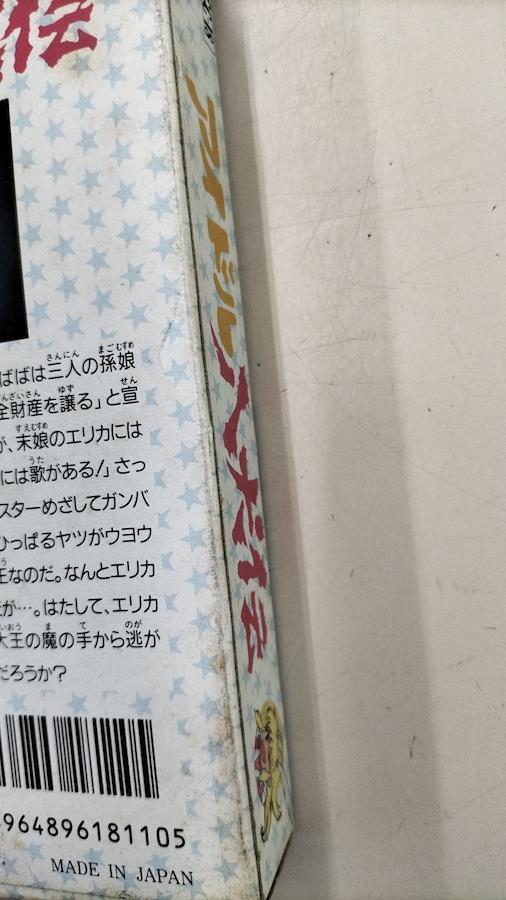 伝
ばばは三人の孫娘
全財産を譲る」と宣
が、末娘のエリカには
には歌がある!」さっ
スターめざしてガンバ
ひっぱるヤツがウヨウ
王なのだ。なんとエリカ
が…。はたして、エリカ
大王の魔の手から逃が
だろうか?
964896181105
MADE IN JAPAN
アイドル八犬伝